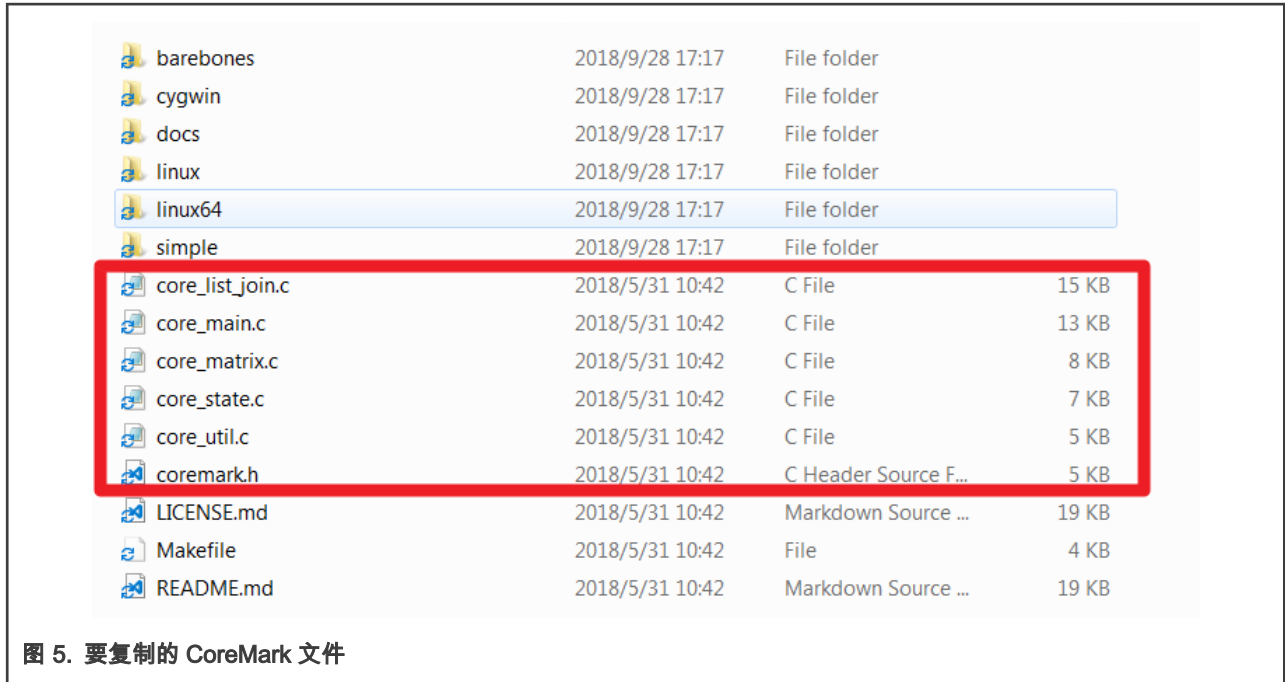 barebones 2018/9/28 17:17 File folder
cygwin 2018/9/28 17:17 File folder
docs 2018/9/28 17:17 File folder
linux 2018/9/28 17:17 File folder
linux64 2018/9/28 17:17 File folder
simple 2018/9/28 17:17 File folder
core_list_join.c 2018/5/31 10:42 C File 15 KB
core_main.c 2018/5/31 10:42 C File 13 KB
core_matrix.c 2018/5/31 10:42 C File 8 KB
core_state.c 2018/5/31 10:42 C File 7 KB
core_util.c 2018/5/31 10:42 C File 5 KB
coremark.h 2018/5/31 10:42 C Header Source F... 5 KB
LICENSE.md 2018/5/31 10:42 Markdown Source ... 19 KB
Makefile 2018/5/31 10:42 File 4 KB
README.md 2018/5/31 10:42 Markdown Source ... 19 KB
图 5. 要复制的 CoreMark 文件